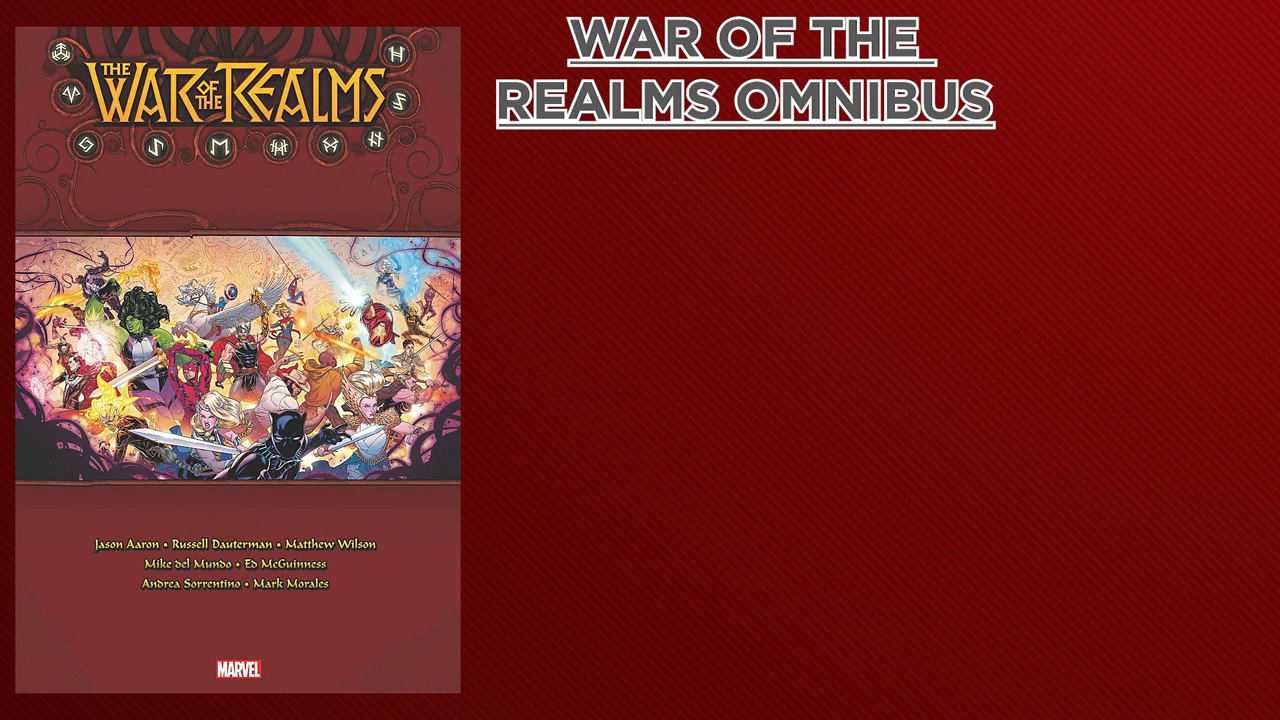 THE
WAR OF THE REALMS
Jason Aaron • Russell Dauterman • Matthew Wilson
Mike del Mundo • Ed McGuinness
Andrea Sorrentino • Mark Morales
MARVEL
WAR OF THE
REALMS OMNIBUS